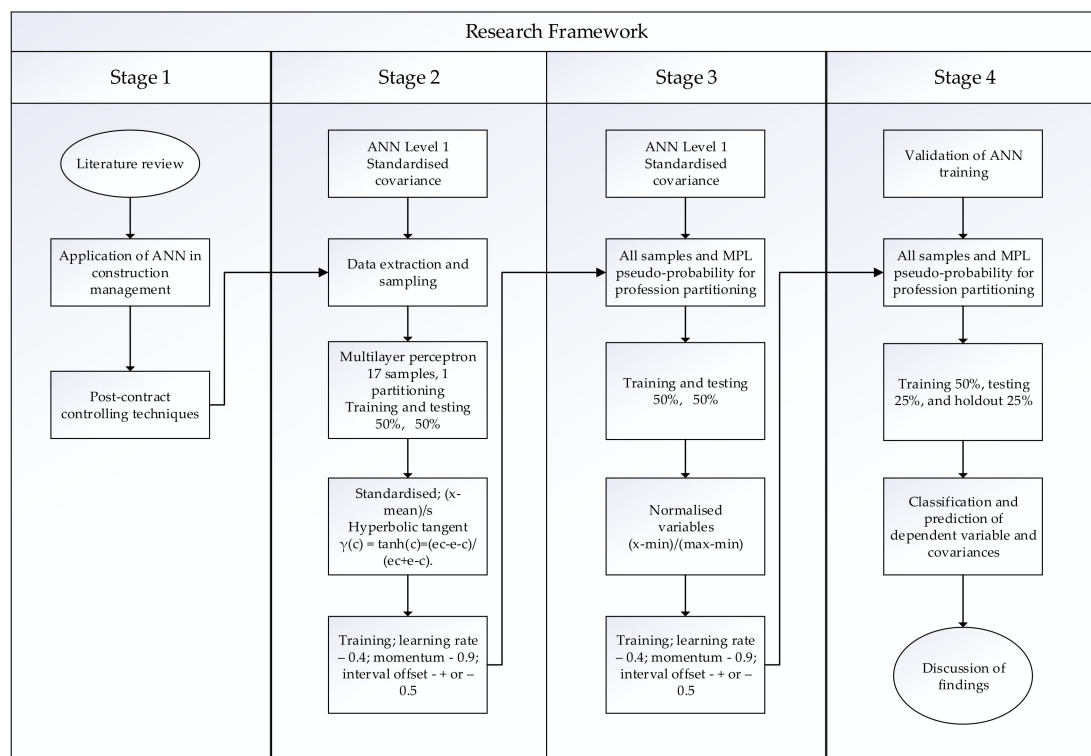 Research Framework
Stage 1
Stage 2
Stage 3
Stage 4
Literature review
Application of ANN in
construction
management
Post-contract
controlling techniques
ANN Level 1
Standardised
covariance
Data extraction and
sampling
Multilayer perceptron
17 samples, 1
partitioning
Training and testing
50%, 50%
Standardised; (x-
mean)/s
Hyperbolic tangent
γ(c) = tanh(c)=(ec-e-c)/
(ec+e-c).
Training; learning rate
– 0.4; momentum - 0.9;
interval offset - + or –
0.5
ANN Level 1
Standardised
covariance
All samples and MPL
pseudo-probability for
profession partitioning
Training and testing
50%, 50%
Normalised
variables
(x-min)/(max-min)
Training; learning rate
– 0.4; momentum - 0.9;
interval offset - + or –
0.5
Validation of ANN
training
All samples and MPL
pseudo-probability for
profession partitioning
Training 50%, testing
25%, and holdout 25%
Classification and
prediction of
dependent variable and
covariances
Discussion of
findings